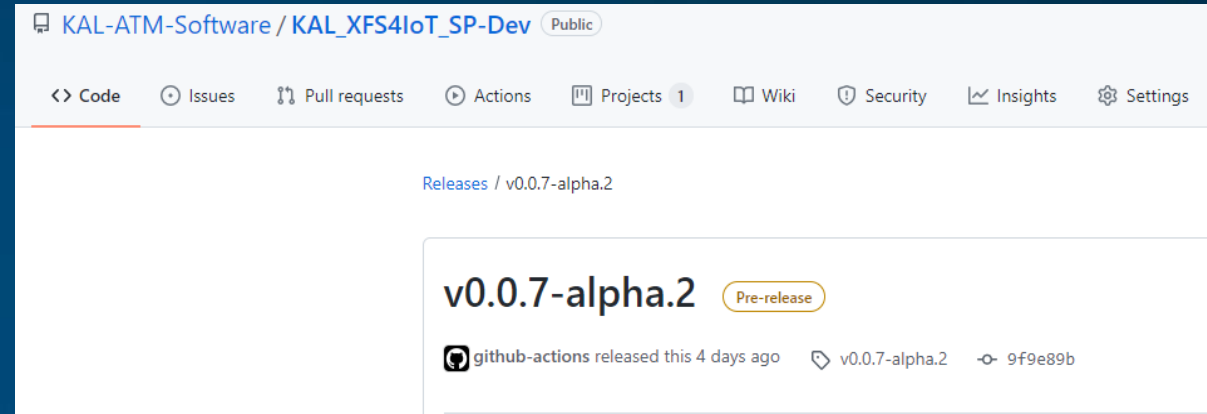 KAL-ATM-Software / KAL_XFS4IoT_SP-Dev Public
<> Code Issues Pull requests Actions Projects 1 Wiki Security Insights Settings
Releases / v0.0.7-alpha.2
v0.0.7-alpha.2 Pre-release
github-actions released this 4 days ago v0.0.7-alpha.2 9f9e89b